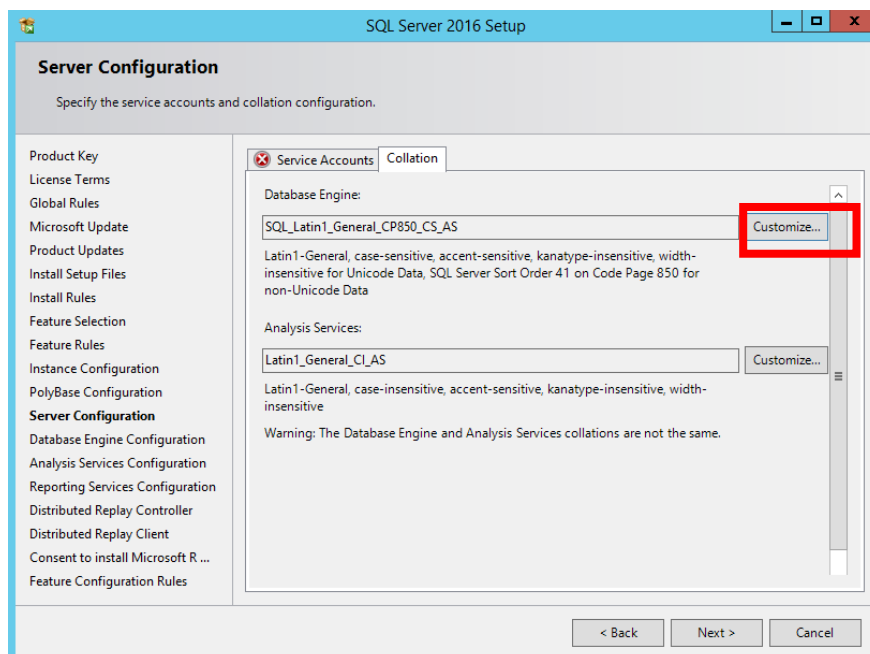 SQL Server 2016 Setup
Server Configuration
Specify the service accounts and collation configuration.
Product Key
License Terms
Global Rules
Microsoft Update
Product Updates
Install Setup Files
Install Rules
Feature Selection
Feature Rules
Instance Configuration
PolyBase Configuration
Server Configuration
Database Engine Configuration
Analysis Services Configuration
Reporting Services Configuration
Distributed Replay Controller
Distributed Replay Client
Consent to install Microsoft R ...
Feature Configuration Rules
Service Accounts Collation
Database Engine:
SQL_Latin1_General_CP850_CS_AS Customize...
Latin1-General, case-sensitive, accent-sensitive, kanatype-insensitive, width-
insensitive for Unicode Data, SQL Server Sort Order 41 on Code Page 850 for
non-Unicode Data
Analysis Services:
Latin1_General_CI_AS Customize...
Latin1-General, case-insensitive, accent-sensitive, kanatype-insensitive, width-
insensitive
Warning: The Database Engine and Analysis Services collations are not the same.
< Back Next > Cancel